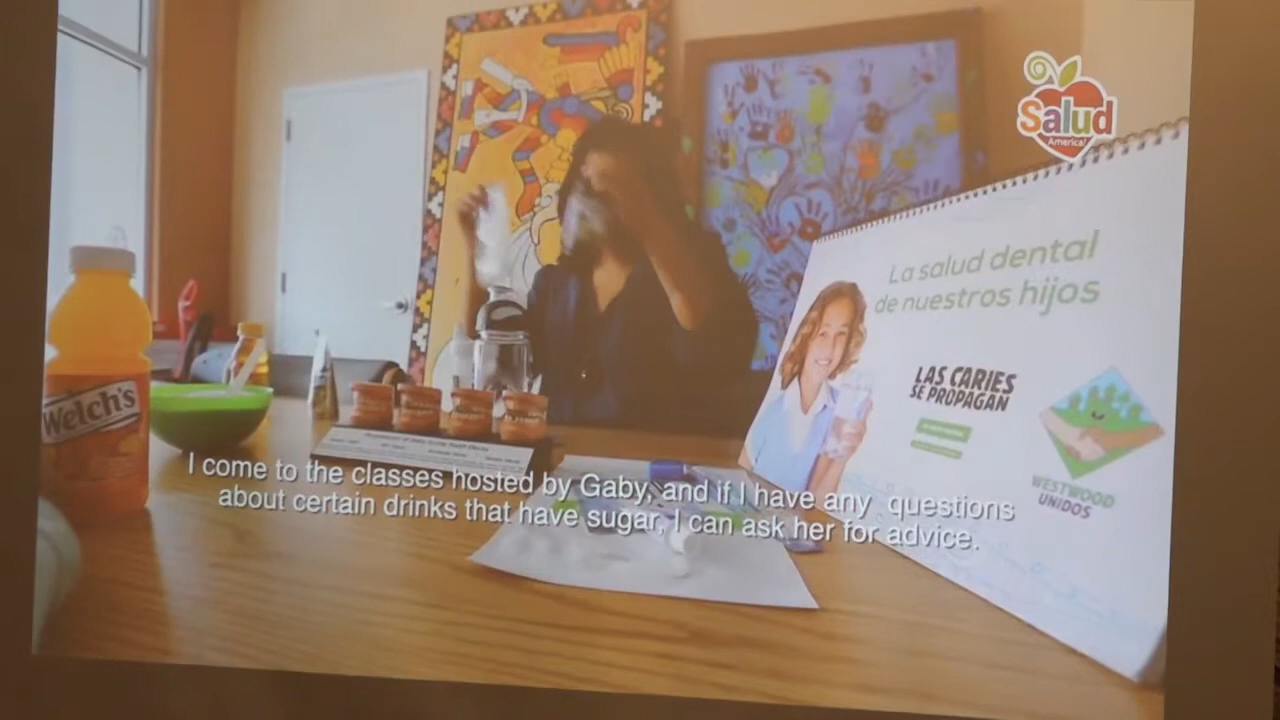 Salud
America!
La salud dental
de nuestros hijos
LAS CARIES
SE PROPAGAN
WESTWOOD
UNIDOS
Welch's
I come to the classes hosted by Gaby, and if I have any questions
about certain drinks that have sugar, I can ask her for advice.